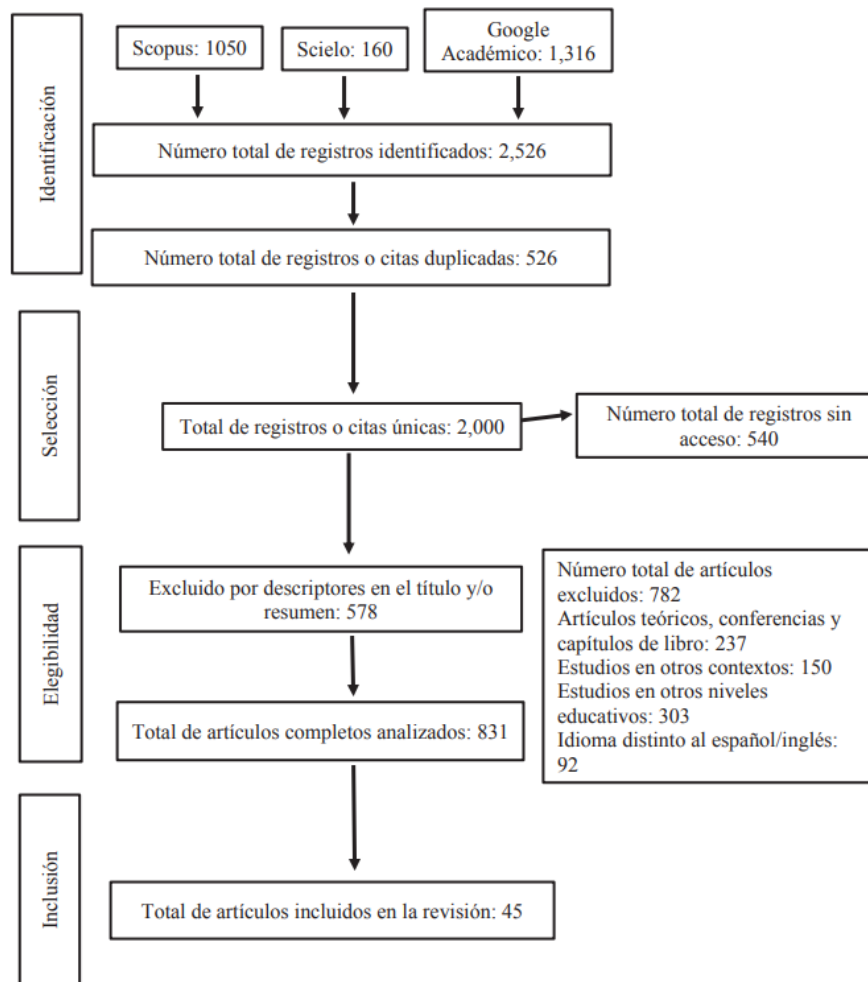 Identificación
Scopus: 1050
Scielo: 160
Google
Académico: 1,316
Número total de registros identificados: 2,526
Número total de registros o citas duplicadas: 526
Selección
Total de registros o citas únicas: 2,000
Número total de registros sin
acceso: 540
Elegibilidad
Excluido por descriptores en el título y/o
resumen: 578
Total de artículos completos analizados: 831
Número total de artículos
excluidos: 782
Artículos teóricos, conferencias y
capítulos de libro: 237
Estudios en otros contextos: 150
Estudios en otros niveles
educativos: 303
Idioma distinto al español/inglés:
92
Inclusión
Total de artículos incluidos en la revisión: 45